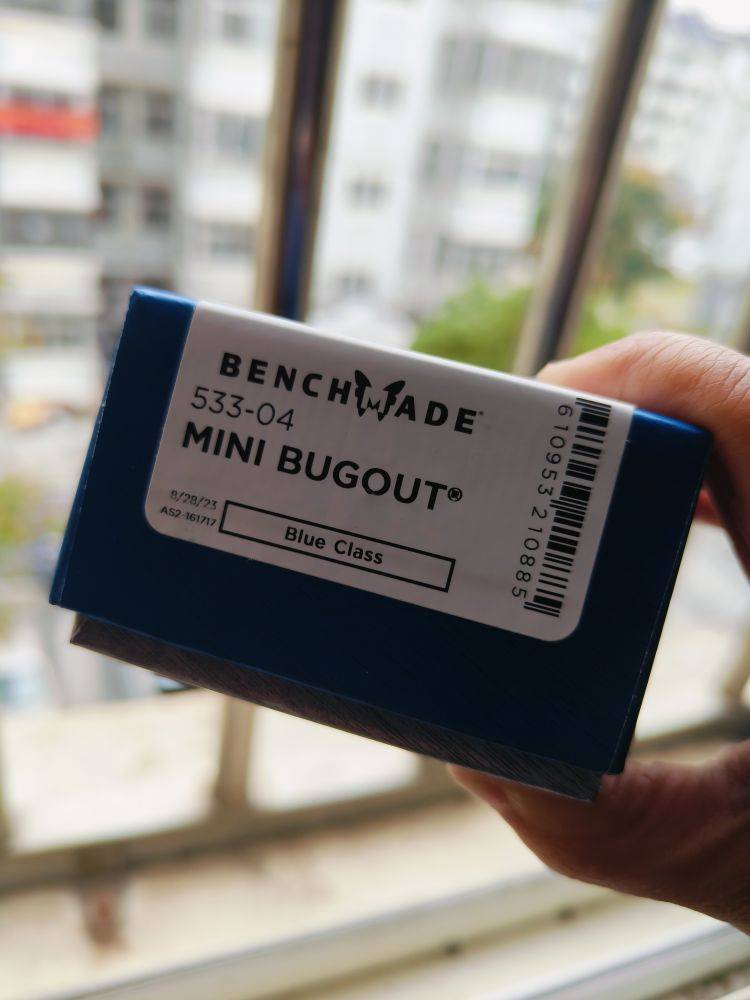 BENCHMADE®
533-04
MINI BUGOUT®
8/28/23
AS2-161717
Blue Class
610953 210885